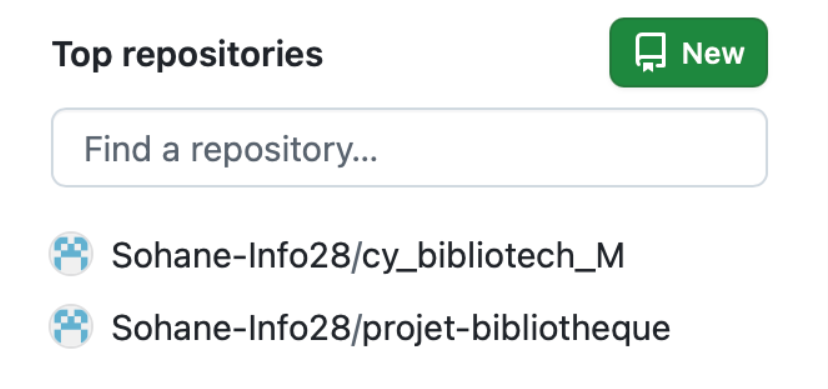 Top repositories
New
Find a repository...
Sohane-Info28/cy_bibliotech_M
Sohane-Info28/projet-bibliotheque